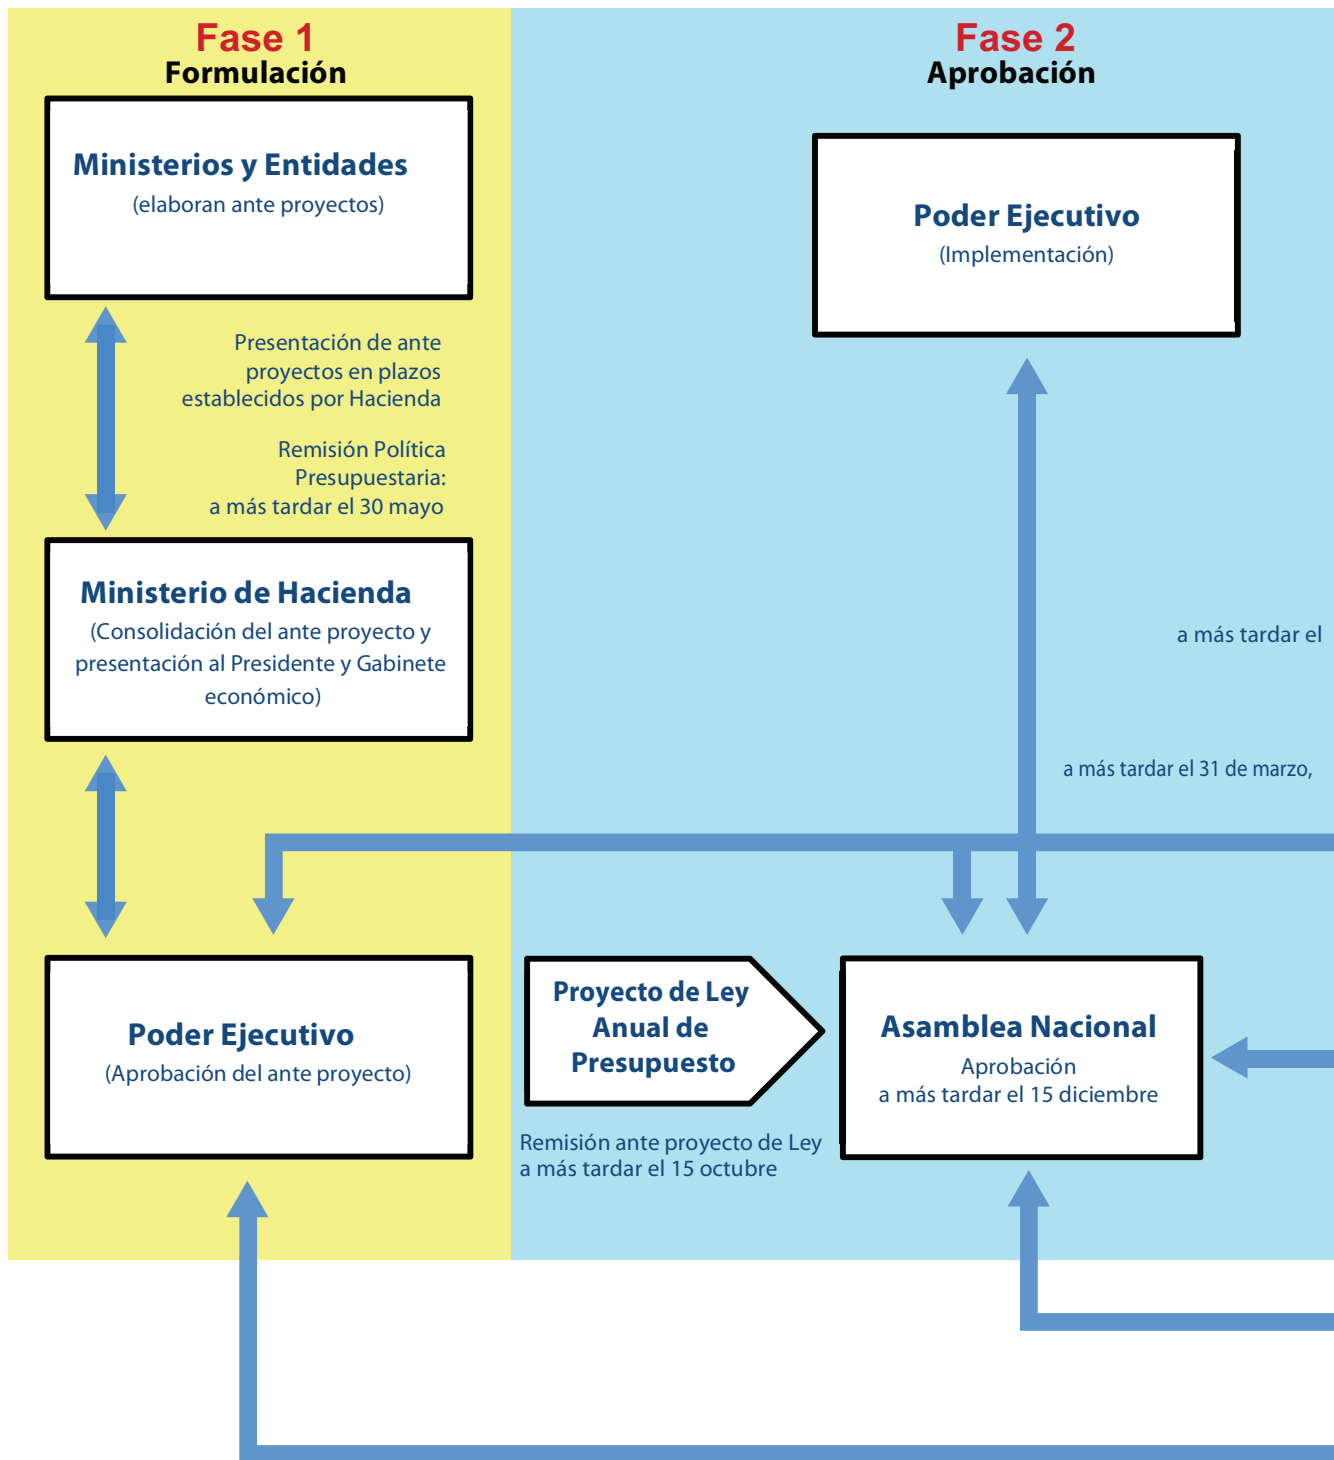 Fase 1
Formulación
Ministerios y Entidades
(elaboran ante proyectos)
Presentación de ante
proyectos en plazos
establecidos por Hacienda
Remisión Política
Presupuestaria:
a más tardar el 30 mayo
Ministerio de Hacienda
(Consolidación del ante proyecto y
presentación al Presidente y Gabinete
económico)
Poder Ejecutivo
(Aprobación del ante proyecto)
Fase 2
Aprobación
Poder Ejecutivo
(Implementación)
a más tardar el
a más tardar el 31 de marzo,
Proyecto de Ley
Anual de
Presupuesto
Remisión ante proyecto de Ley
a más tardar el 15 octubre
Asamblea Nacional
Aprobación
a más tardar el 15 diciembre